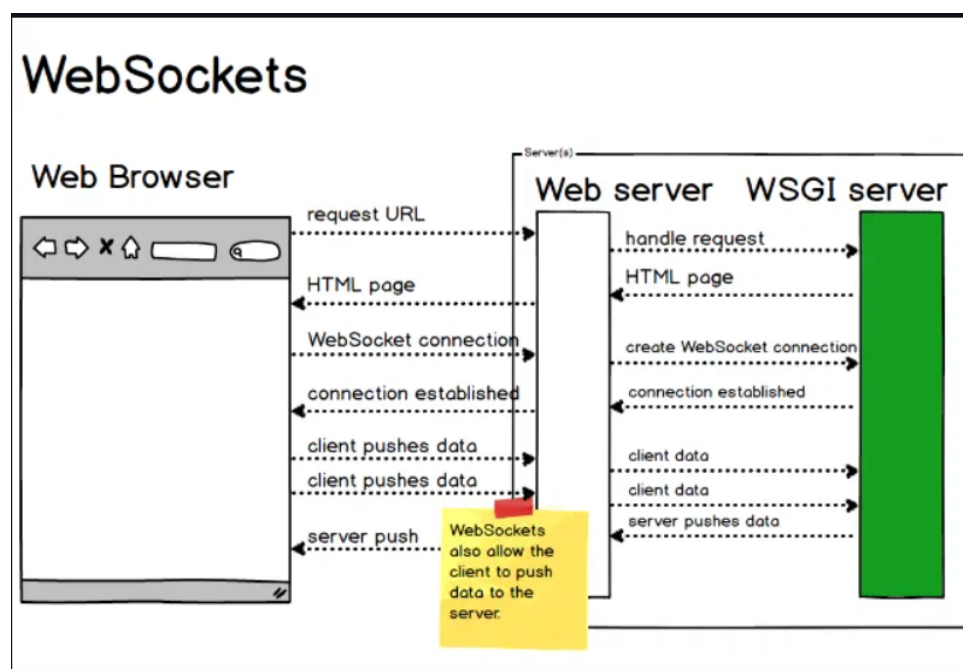 WebSockets
Server(s)
Web Browser
Web server
WSGI server
request URL
handle request
HTML page
HTML page
WebSocket connection
create WebSocket connection
connection established
connection established
client pushes data
client data
client pushes data
client data
server pushes data
server push
WebSockets
also allow the
client to push
data to the
server.